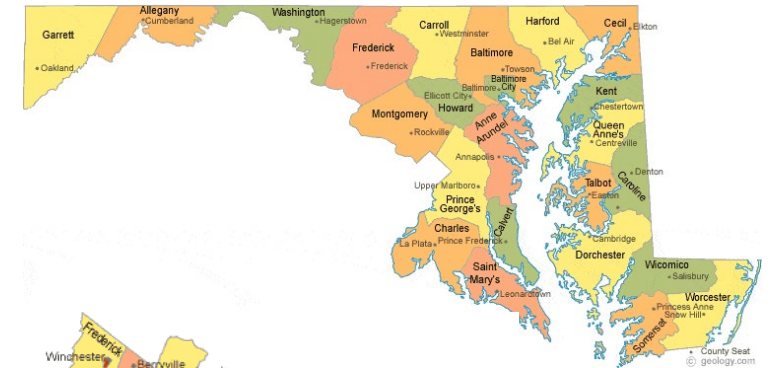 Garrett
Oakland
Allegany
Cumberland
Washington
Hagerstown
Frederick
Frederick
Carroll
Westminster
Baltimore
Towson
Baltimore
City
Baltimore
Harford
Bel Air
Cecil
Elkton
Kent
Chestertown
Ellicott City
Howard
Montgomery
Rockville
Anne
Arundel
Annapolis
Queen
Anne's
Centreville
Talbot
Easton
Caroline
Denton
Upper Marlboro
Prince
George's
Calvert
Prince Frederick
Charles
La Plata
Saint
Mary's
Leonardtown
Cambridge
Dorchester
Wicomico
Salisbury
Worcester
Princess Anne
Snow Hill
Somerset
County Seat
© geology.com
Frederick
Winchester
Berryville